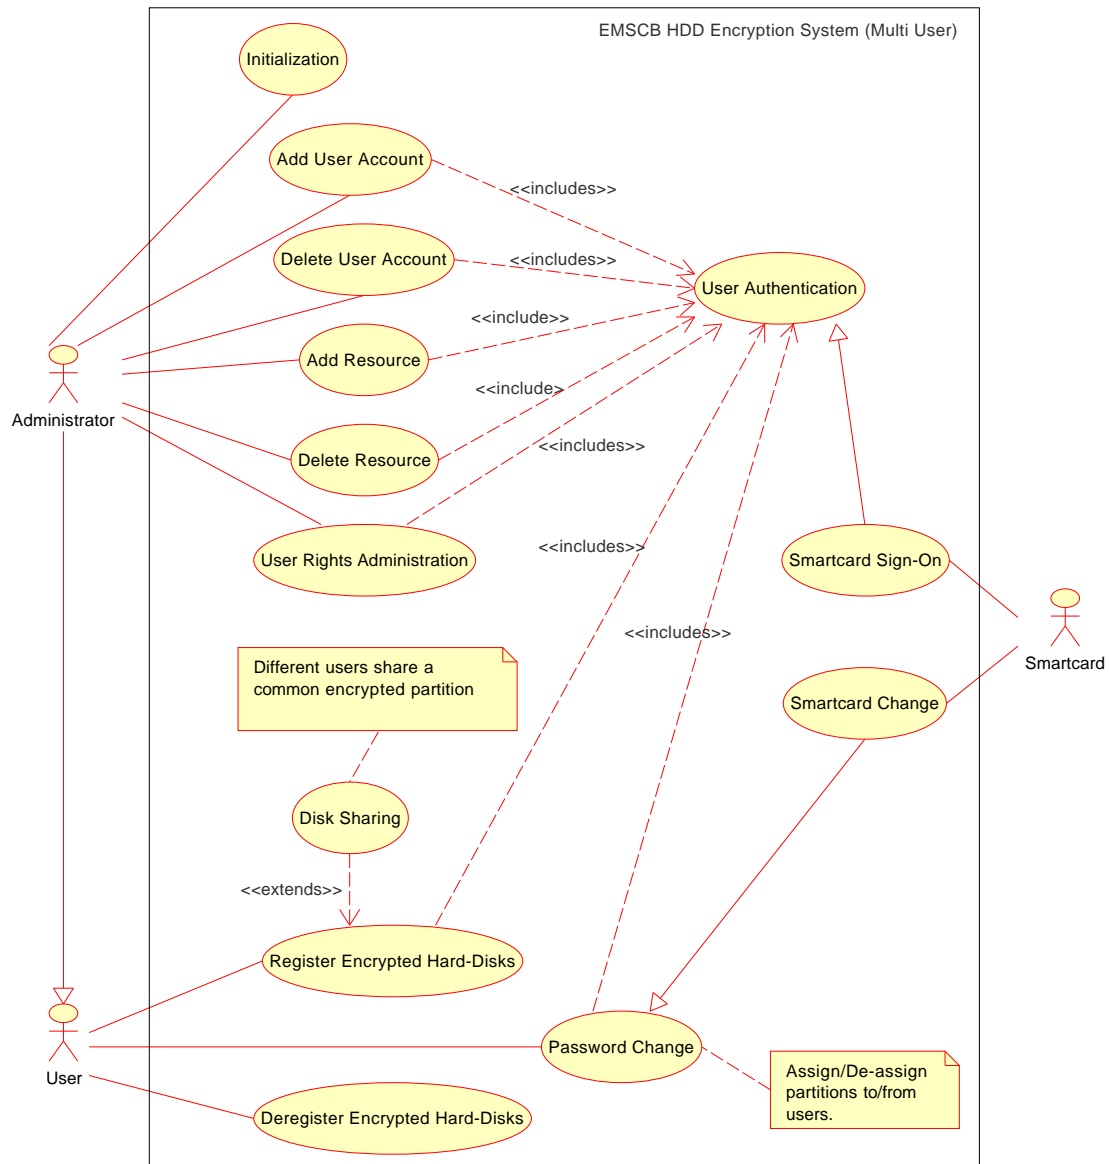 EMSCB HDD Encryption System (Multi User)
Initialization
Add User Account
<<includes>>
Delete User Account
<<includes>>
User Authentication
<<include>>
Add Resource
Administrator
<<include>
<<includes>>
Delete Resource
<<includes>>
User Rights Administration
Smartcard Sign-On
<<includes>>
Smartcard
Different users share a
common encrypted partition
Smartcard Change
Disk Sharing
<<extends>>
Register Encrypted Hard-Disks
Password Change
User
Assign/De-assign
partitions to/from
users.
Deregister Encrypted Hard-Disks